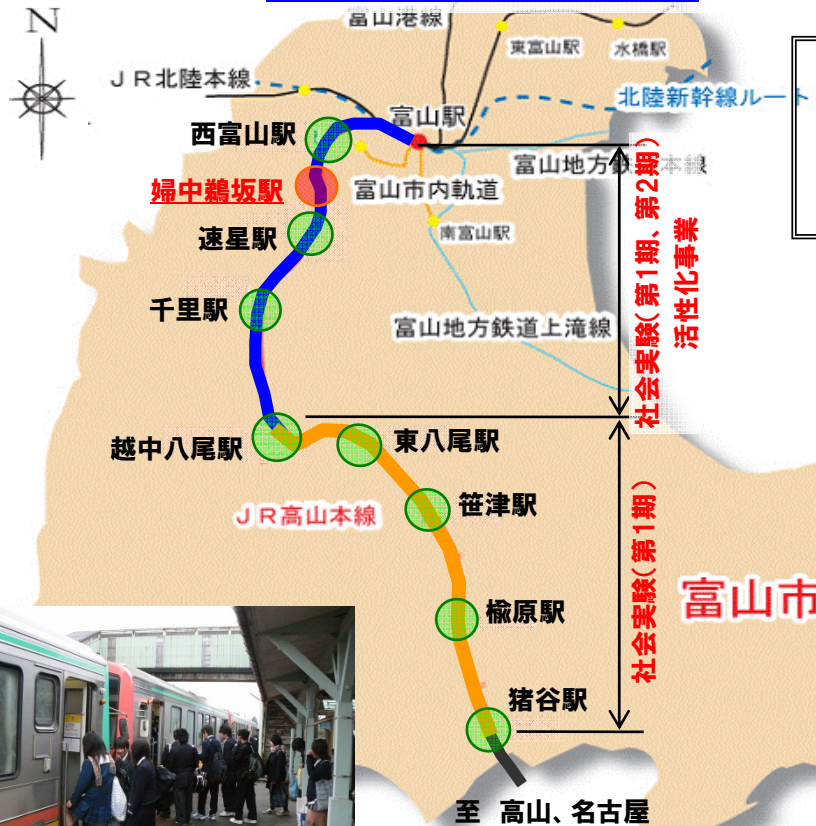 N
富山港線
東富山駅
水橋駅
JR北陸本線
富山駅
北陸新幹線ルート
西富山駅
富山地方鉄道本線
婦中鵜坂駅
富山市内軌道
速星駅
南富山駅
千里駅
富山地方鉄道上滝線
社会実験(第1期、第2期)
活性化事業
越中八尾駅
東八尾駅
笹津駅
JR高山本線
社会実験(第1期)
楡原駅
富山市
猪谷駅
至 高山、名古屋